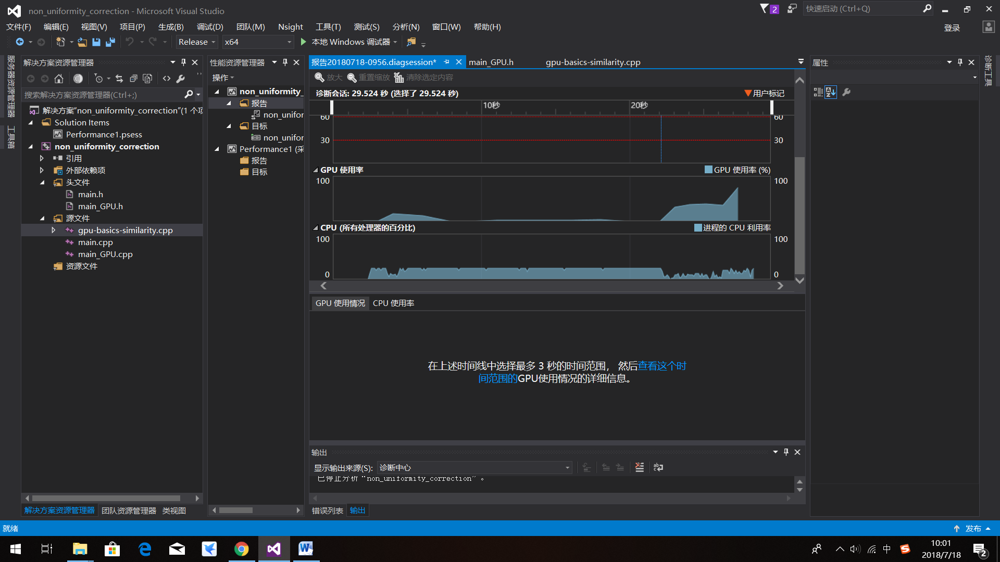 non_uniformity_correction - Microsoft Visual Studio
2
快速启动 (Ctrl+Q)
文件(F) 编辑(E) 视图(V) 项目(P) 生成(B) 调试(D) 团队(M) Nsight 工具(T) 测试(S) 分析(N) 窗口(W) 帮助(H)
登录
Release x64 本地 Windows 调试器
服务器资源管理器
工具箱
解决方案资源管理器
搜索解决方案资源管理器(Ctrl+;)
解决方案"non_uniformity_correction"(1 个项
Solution Items
Performance1.psess
non_uniformity_correction
引用
外部依赖项
头文件
main.h
main_GPU.h
源文件
gpu-basics-similarity.cpp
main.cpp
main_GPU.cpp
资源文件
解决方案资源管理器 团队资源管理器 类视图
性能资源管理器
操作
non_uniformity_
报告
non_unifor
目标
non_unifor
Performance1 (采
报告
目标
报告20180718-0956.diagsession* main_GPU.h gpu-basics-similarity.cpp
放大 重置缩放 清除选定内容
诊断会话: 29.524 秒 (选择了 29.524 秒) 用户标记
10秒 20秒
60 60
30 30
GPU 使用率 GPU 使用率 (%)
100 100
CPU (所有处理器的百分比) 进程的 CPU 利用率
100 100
0 0
GPU 使用情况 CPU 使用率
在上述时间线中选择最多 3 秒的时间范围， 然后查看这个时
间范围的GPU使用情况的详细信息。
输出
显示输出来源(S): 诊断中心
已停止分析 "non_uniformity_correction" 。
错误列表 输出
属性
诊断工具
就绪
发布
中
10:01
2018/7/18
2